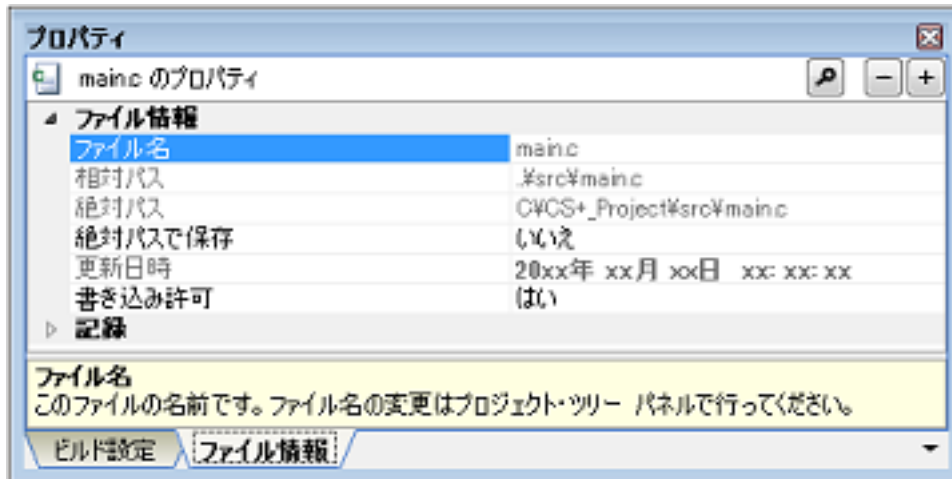 プロパティ
main.c のプロパティ
ファイル情報
ファイル名 main.c
相対パス .¥src¥main.c
絶対パス C¥CS+_Project¥src¥main.c
絶対パスで保存 いいえ
更新日時 20xx年 xx月 xx日 xx: xx: xx
書き込み許可 はい
記録
ファイル名
このファイルの名前です。ファイル名の変更はプロジェクト・ツリー パネルで行ってください。
ビルド設定 ファイル情報